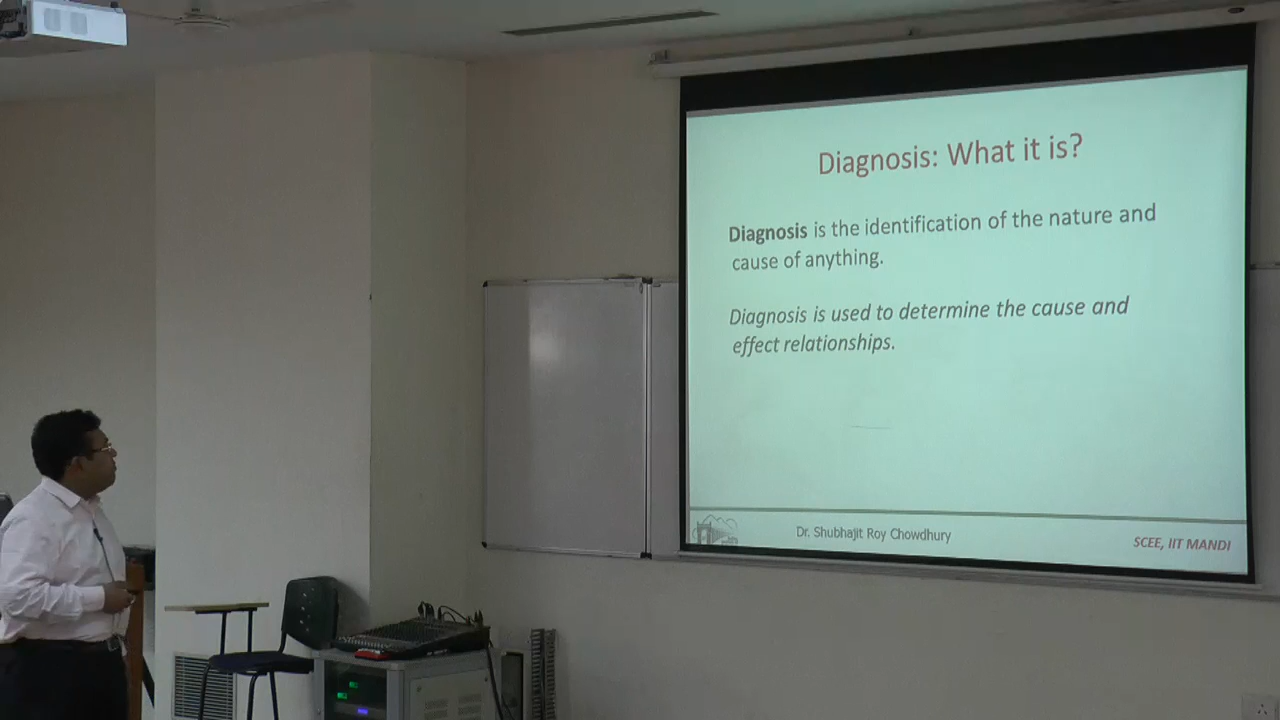 Diagnosis: What it is?
Diagnosis is the identification of the nature and
cause of anything.
Diagnosis is used to determine the cause and
effect relationships.
Dr. Shubhajit Roy Chowdhury
SCEE, IIT MANDI